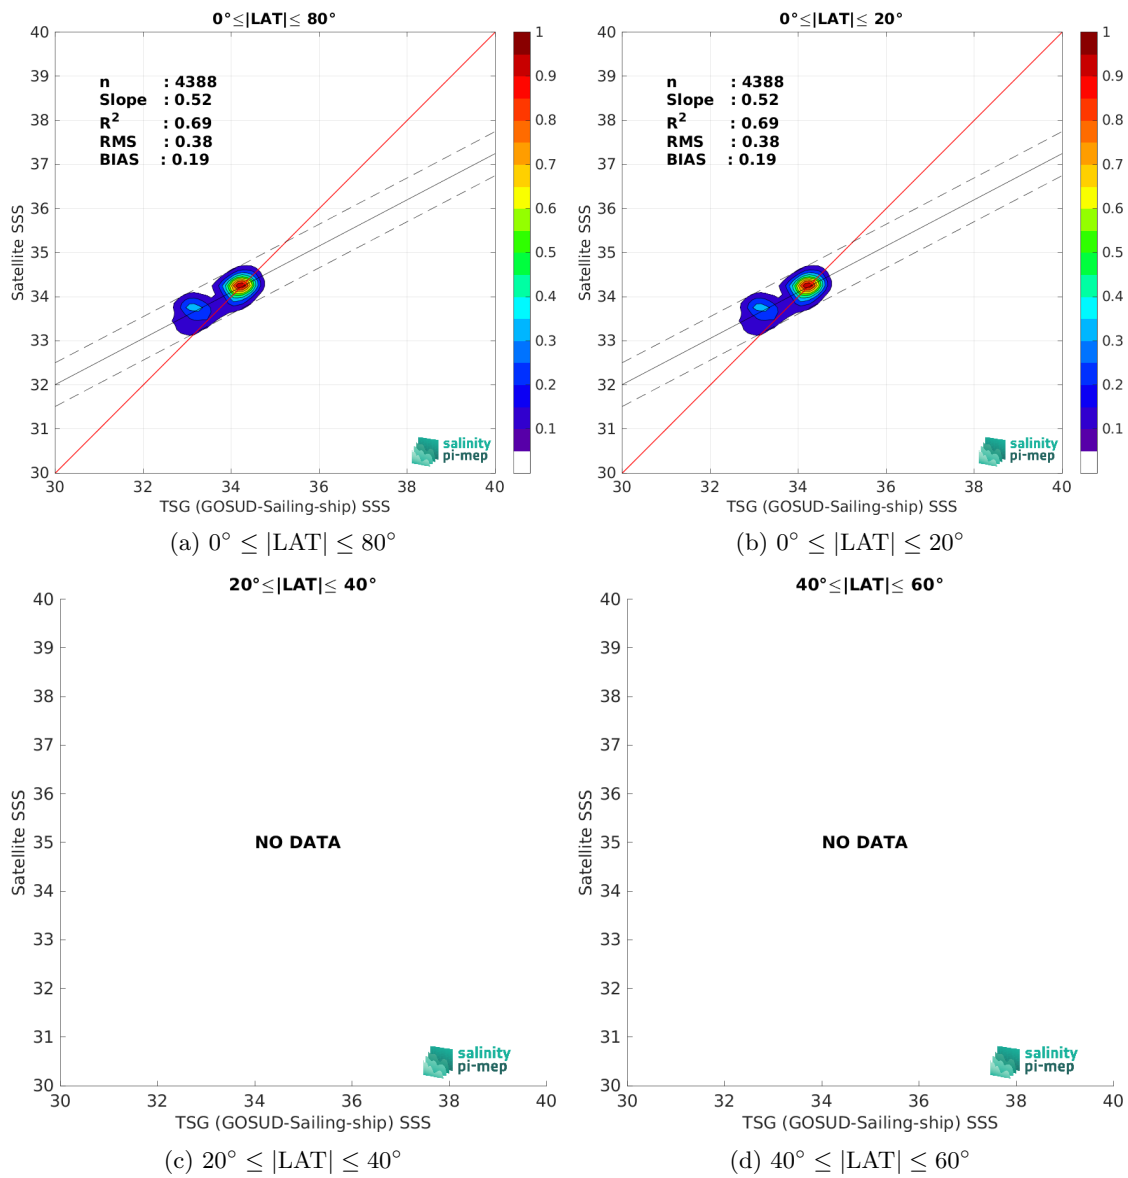 0°≤|LAT|≤ 80°
40
39
38
37
36
35
34
33
32
31
30
n : 4388
Slope : 0.52
R² : 0.69
RMS : 0.38
BIAS : 0.19
1
0.9
0.8
0.7
0.6
0.5
0.4
0.3
0.2
0.1
Satellite SSS
salinity
pi-mep
30 32 34 36 38 40
TSG (GOSUD-Sailing-ship) SSS
(a) 0° ≤ |LAT| ≤ 80°
0°≤|LAT|≤ 20°
40
39
38
37
36
35
34
33
32
31
30
n : 4388
Slope : 0.52
R² : 0.69
RMS : 0.38
BIAS : 0.19
1
0.9
0.8
0.7
0.6
0.5
0.4
0.3
0.2
0.1
Satellite SSS
salinity
pi-mep
30 32 34 36 38 40
TSG (GOSUD-Sailing-ship) SSS
(b) 0° ≤ |LAT| ≤ 20°
20°≤|LAT|≤ 40°
40
39
38
37
36
35
34
33
32
31
30
Satellite SSS
NO DATA
salinity
pi-mep
30 32 34 36 38 40
TSG (GOSUD-Sailing-ship) SSS
(c) 20° ≤ |LAT| ≤ 40°
40°≤|LAT|≤ 60°
40
39
38
37
36
35
34
33
32
31
30
Satellite SSS
NO DATA
salinity
pi-mep
30 32 34 36 38 40
TSG (GOSUD-Sailing-ship) SSS
(d) 40° ≤ |LAT| ≤ 60°